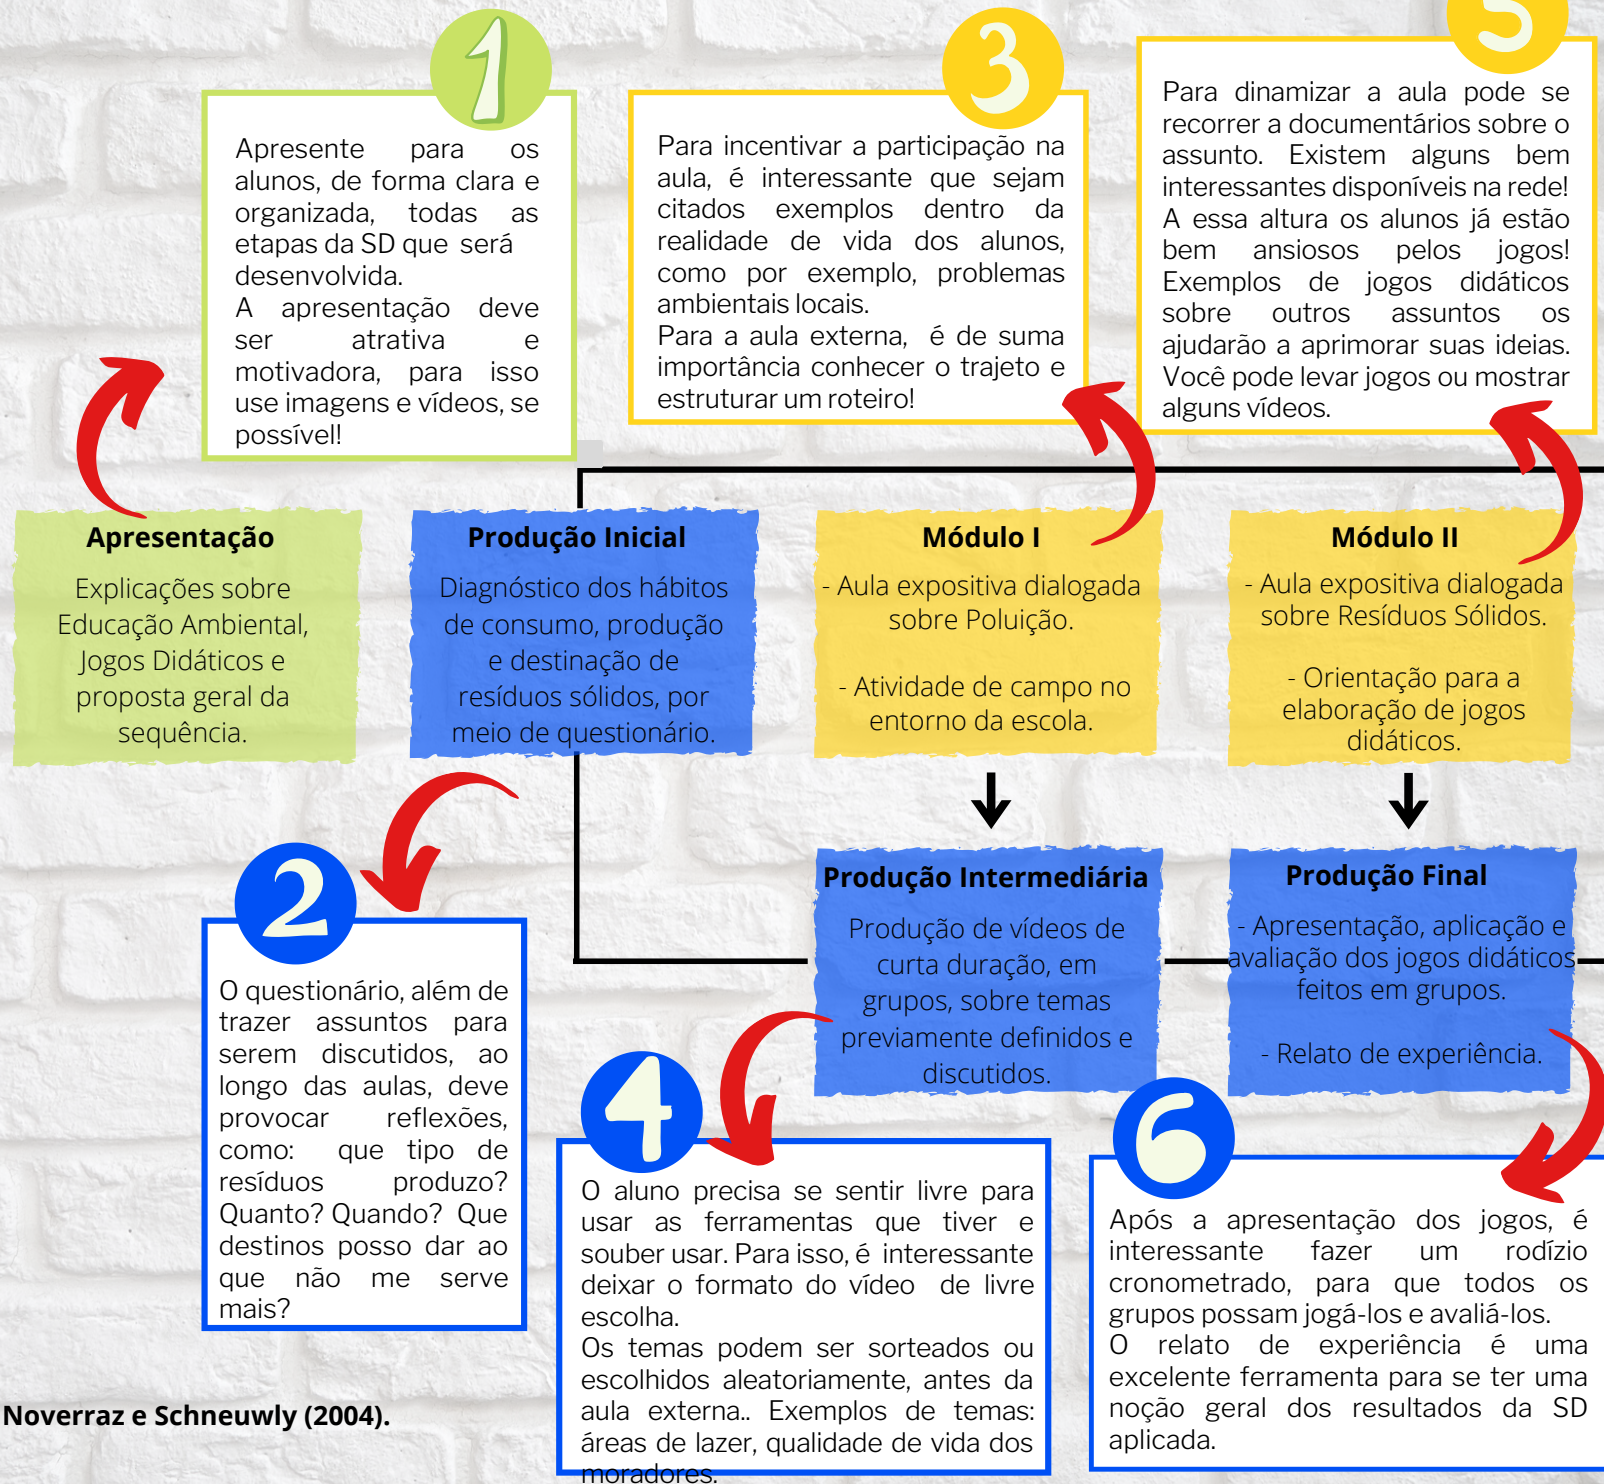 1
Apresente para os
alunos, de forma clara e
organizada, todas as
etapas da SD que será
desenvolvida.
A apresentação deve
ser atrativa e
motivadora, para isso
use imagens e vídeos, se
possível!
3
Para incentivar a participação na
aula, é interessante que sejam
citados exemplos dentro da
realidade de vida dos alunos,
como por exemplo, problemas
ambientais locais.
Para a aula externa, é de suma
importância conhecer o trajeto e
estruturar um roteiro!
5
Para dinamizar a aula pode se
recorrer a documentários sobre o
assunto. Existem alguns bem
interessantes disponíveis na rede!
A essa altura os alunos já estão
bem ansiosos pelos jogos!
Exemplos de jogos didáticos
sobre outros assuntos os
ajudarão a aprimorar suas ideias.
Você pode levar jogos ou mostrar
alguns vídeos.
Apresentação
Explicações sobre
Educação Ambiental,
Jogos Didáticos e
proposta geral da
sequência.
Produção Inicial
Diagnóstico dos hábitos
de consumo, produção
e destinação de
resíduos sólidos, por
meio de questionário.
Módulo I
- Aula expositiva dialogada
sobre Poluição.
- Atividade de campo no
entorno da escola.
Módulo II
- Aula expositiva dialogada
sobre Resíduos Sólidos.
- Orientação para a
elaboração de jogos
didáticos.
Produção Intermediária
Produção de vídeos de
curta duração, em
grupos, sobre temas
previamente definidos e
discutidos.
Produção Final
- Apresentação, aplicação e
avaliação dos jogos didáticos
feitos em grupos.
- Relato de experiência.
2
O questionário, além de
trazer assuntos para
serem discutidos, ao
longo das aulas, deve
provocar reflexões,
como: que tipo de
resíduos produzo?
Quanto? Quando? Que
destinos posso dar ao
que não me serve
mais?
4
O aluno precisa se sentir livre para
usar as ferramentas que tiver e
souber usar. Para isso, é interessante
deixar o formato do vídeo de livre
escolha.
Os temas podem ser sorteados ou
escolhidos aleatoriamente, antes da
aula externa.. Exemplos de temas:
áreas de lazer, qualidade de vida dos
moradores.
6
Após a apresentação dos jogos, é
interessante fazer um rodízio
cronometrado, para que todos os
grupos possam jogá-los e avaliá-los.
O relato de experiência é uma
excelente ferramenta para se ter uma
noção geral dos resultados da SD
aplicada.
Noverraz e Schneuwly (2004).